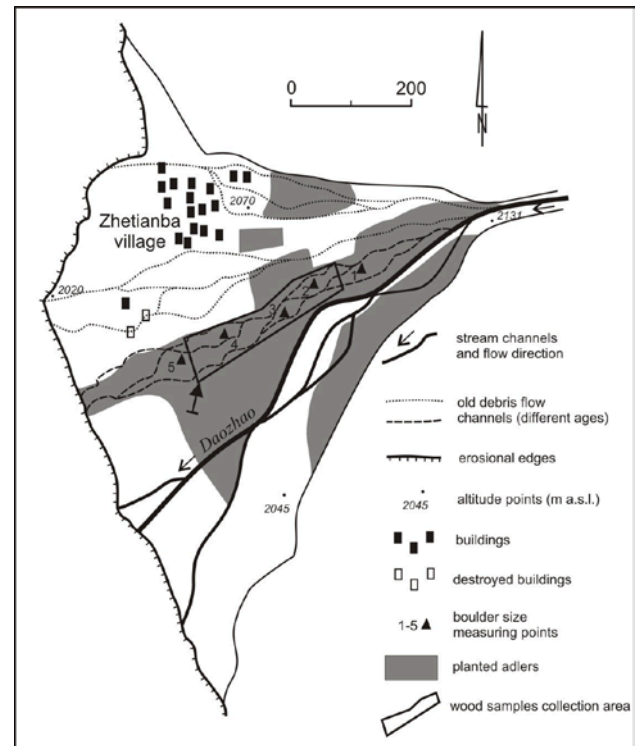 0 200
N
2070
Zhetianba
village
2131
2020
1
2
3
4
5
Daozhao
2045
stream channels
and flow direction
old debris flow
channels (different ages)
erosional edges
2045
altitude points (m a.s.l.)
buildings
destroyed buildings
1-5
boulder size
measuring points
planted adlers
wood samples collection area